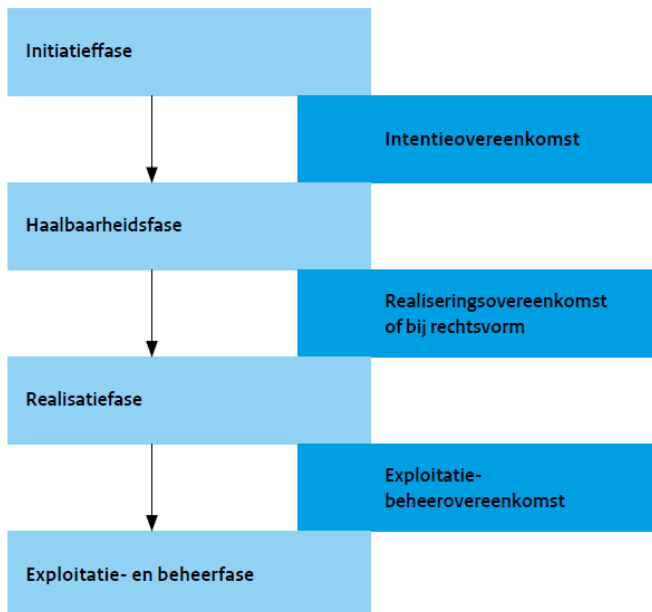 Initiatieffase
Intentieovereenkomst
Haalbaarheidsfase
Realiseringsovereenkomst
of bij rechtsvorm
Realisatiefase
Exploitatie-
beheerovereenkomst
Exploitatie- en beheerfase